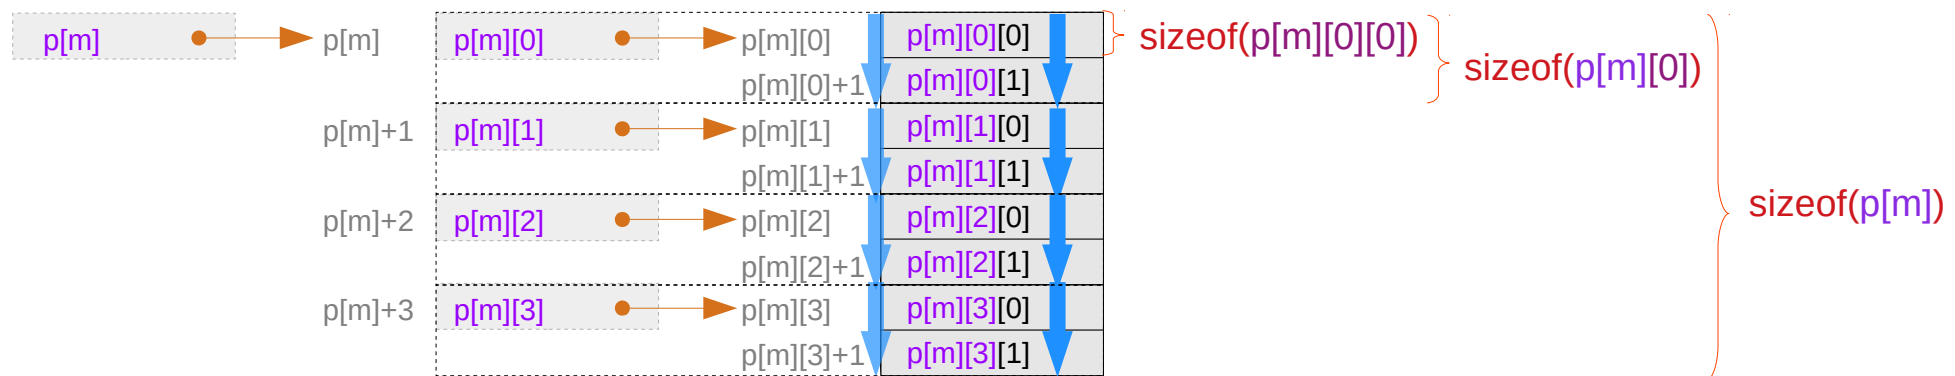 p[m] p[m] p[m][0] p[m][0] p[m][0][0] sizeof(p[m][0][0])
p[m][0]+1 p[m][0][1] sizeof(p[m][0])
p[m]+1 p[m][1] p[m][1] p[m][1][0]
p[m][1]+1 p[m][1][1]
p[m]+2 p[m][2] p[m][2] p[m][2][0] sizeof(p[m])
p[m][2]+1 p[m][2][1]
p[m]+3 p[m][3] p[m][3] p[m][3][0]
p[m][3]+1 p[m][3][1]